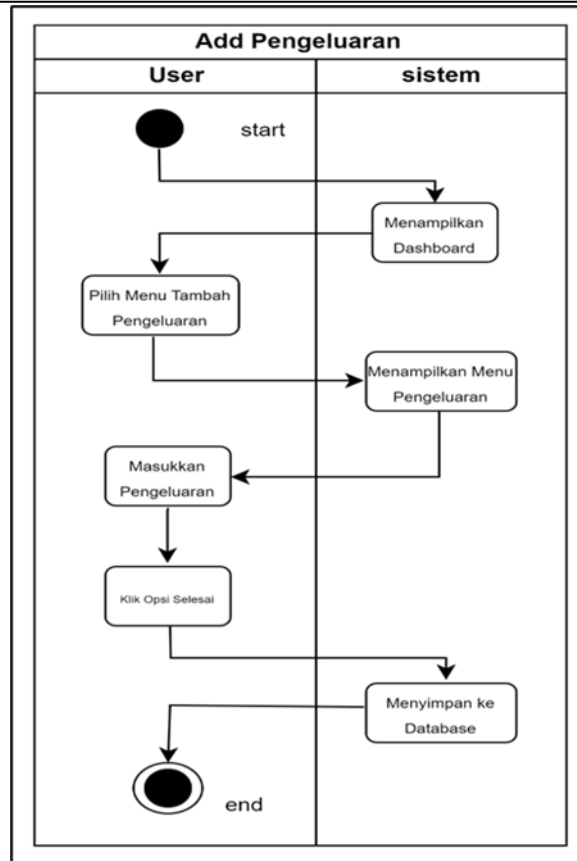 Add Pengeluaran
User
sistem
start
Menampilkan
Dashboard
Pilih Menu Tambah
Pengeluaran
Menampilkan Menu
Pengeluaran
Masukkan
Pengeluaran
Klik Opsi Selesai
Menyimpan ke
Database
end